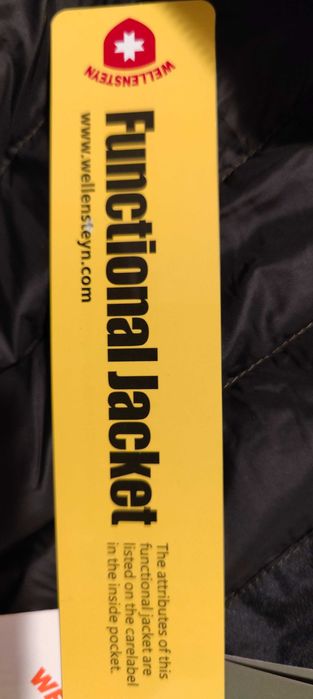 WELLENSTEYN
Functional Jacket
www.wellensteyn.com
The attributes of this
functional jacket are
listed on the carelabel
in the inside pocket.
WE